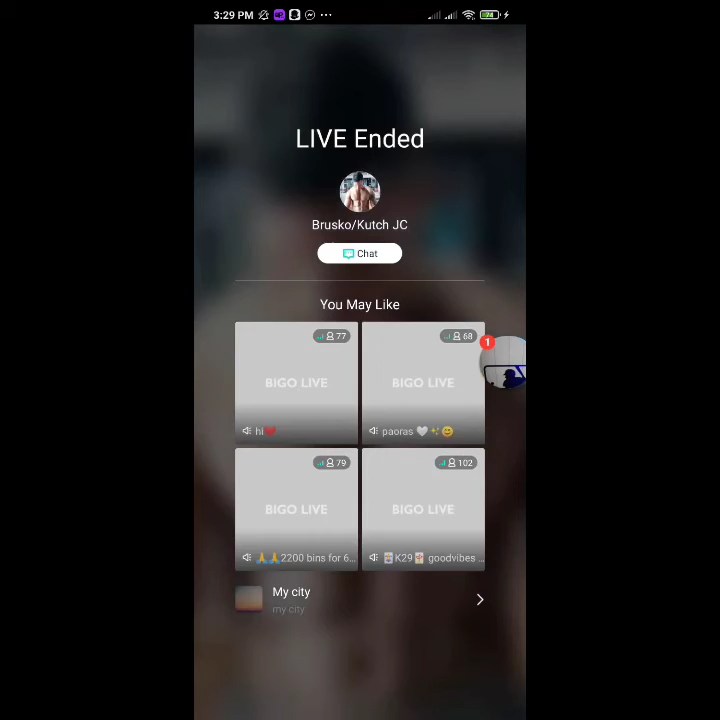 3:29 PM
74
LIVE Ended
Brusko/Kutch JC
Chat
You May Like
77
68
1
BIGO LIVE
BIGO LIVE
hi❤️
paoras 🤍✨😊
79
102
BIGO LIVE
BIGO LIVE
🙏🙏2200 bins for 6...
🃏K29🃏 goodvibes ...
My city
my city